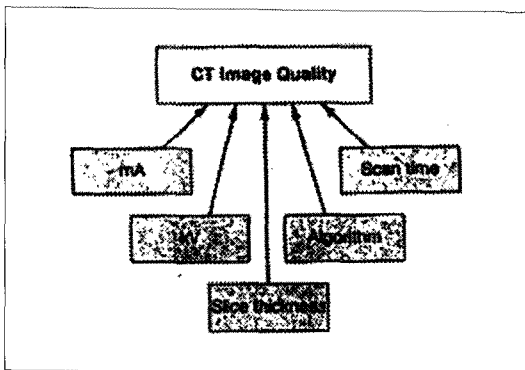 CT Image Quality
mA
Scan time
kV
Algorithm
Slice thickness